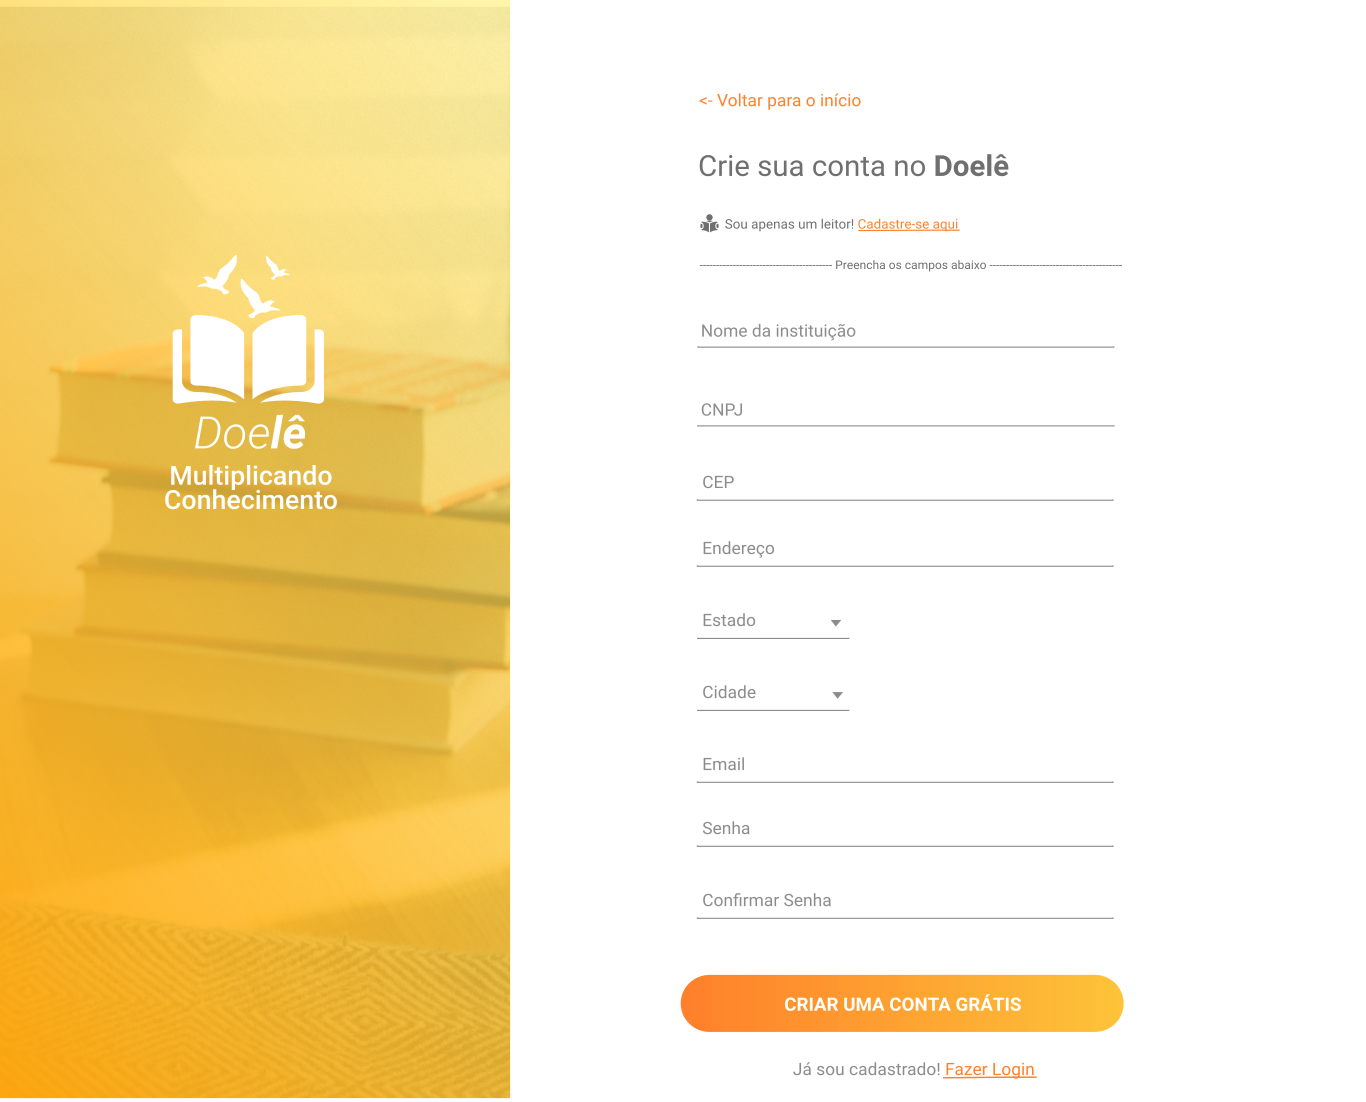 Doelê
Multiplicando
Conhecimento
<- Voltar para o início
Crie sua conta no Doelê
Sou apenas um leitor! Cadastre-se aqui
---------------------------------------- Preencha os campos abaixo ----------------------------------------
Nome da instituição
CNPJ
CEP
Endereço
Estado
Cidade
Email
Senha
Confirmar Senha
CRIAR UMA CONTA GRÁTIS
Já sou cadastrado! Fazer Login